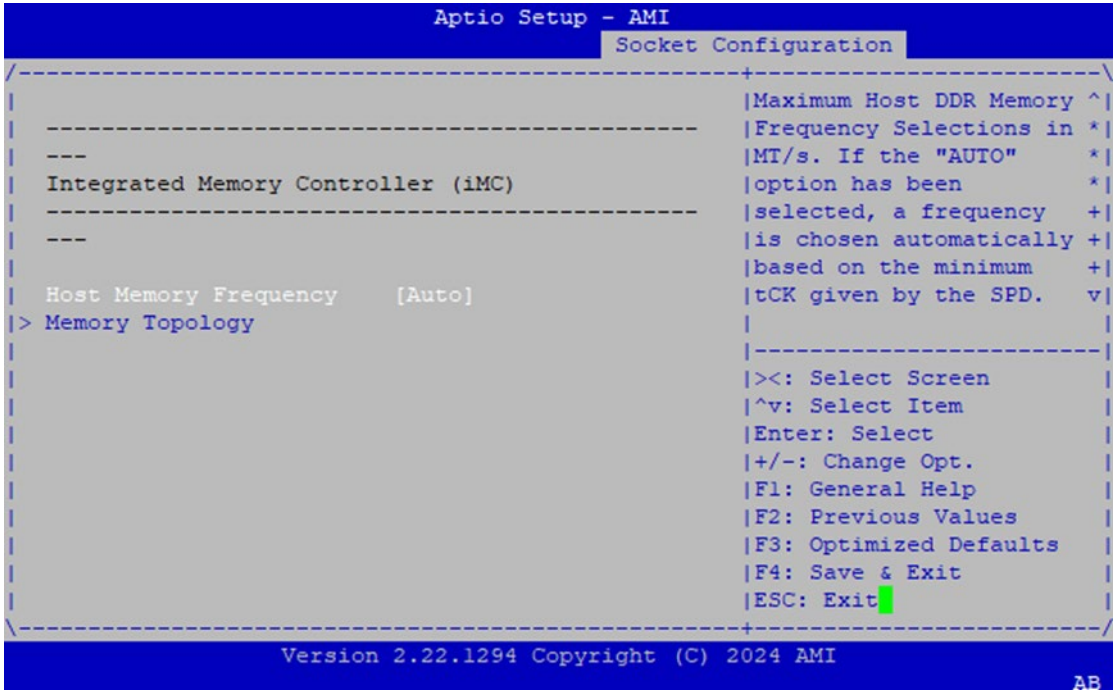 Aptio Setup - AMI
Socket Configuration
/----------------------------------------------------+-------------------------\
|                                                    |Maximum Host DDR Memory ^|
|  -----------------------------------------------   |Frequency Selections in *|
|  ---                                               |MT/s. If the "AUTO"     *|
|  Integrated Memory Controller (iMC)                |option has been         *|
|  -----------------------------------------------   |selected, a frequency   +|
|  ---                                               |is chosen automatically +|
|                                                    |based on the minimum    +|
|  Host Memory Frequency    [Auto]                   |tCK given by the SPD.   v|
|> Memory Topology                                   |                         |
|                                                    |-------------------------|
|                                                    |><: Select Screen        |
|                                                    |^v: Select Item          |
|                                                    |Enter: Select            |
|                                                    |+/-: Change Opt.         |
|                                                    |F1: General Help         |
|                                                    |F2: Previous Values      |
|                                                    |F3: Optimized Defaults   |
|                                                    |F4: Save & Exit          |
|                                                    |ESC: Exit                |
\----------------------------------------------------+-------------------------/
Version 2.22.1294 Copyright (C) 2024 AMI
AB